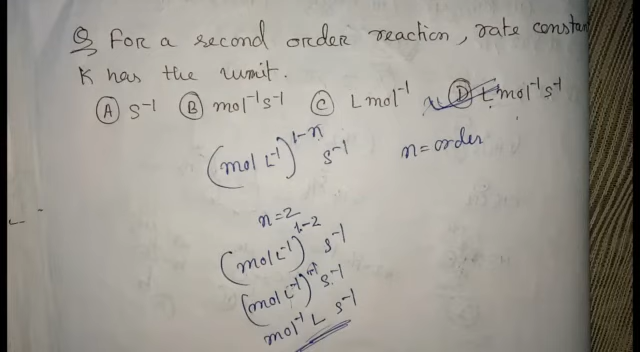 Q For a second order reaction, rate constan
K has the unit.
(A) s⁻¹ (B) mol⁻¹s⁻¹ (C) L mol⁻¹ (D) L mol⁻¹ s⁻¹
(mol L⁻¹)¹⁻ⁿ s⁻¹ n = order
n=2
(mol L⁻¹)¹⁻² s⁻¹
(mol L⁻¹)⁻¹ s⁻¹
mol⁻¹ L s⁻¹